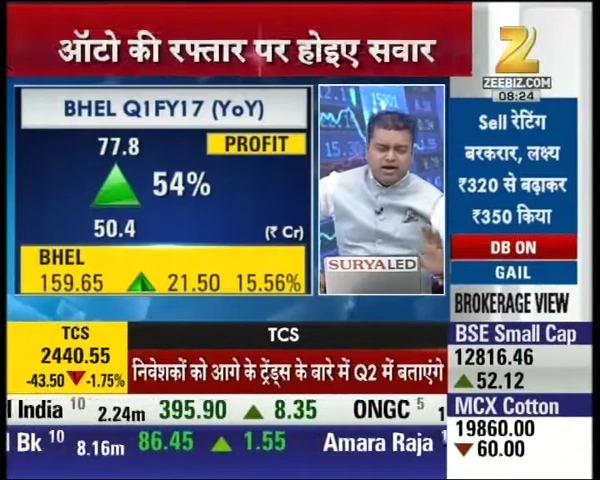 ऑटो की रफ्तार पर होइए सवार
Z
ZEEBIZ.COM
08:24
BHEL Q1FY17 (YoY)
77.8
PROFIT
54%
50.4
(₹ Cr)
BHEL
159.65 21.50 15.56%
SURYA LED
Sell रेटिंग
बरकरार, लक्ष्य
₹320 से बढ़ाकर
₹350 किया
DB ON
GAIL
BROKERAGE VIEW
TCS
2440.55
-43.50 -1.75%
TCS
निवेशकों को आगे के ट्रेंड्स के बारे में Q2 में बताएंगे
BSE Small Cap
12816.46
52.12
MCX Cotton
19860.00
60.00
India 10 2.24m 395.90 8.35 ONGC 5
Bk 10 8.16m 86.45 1.55 Amara Raja